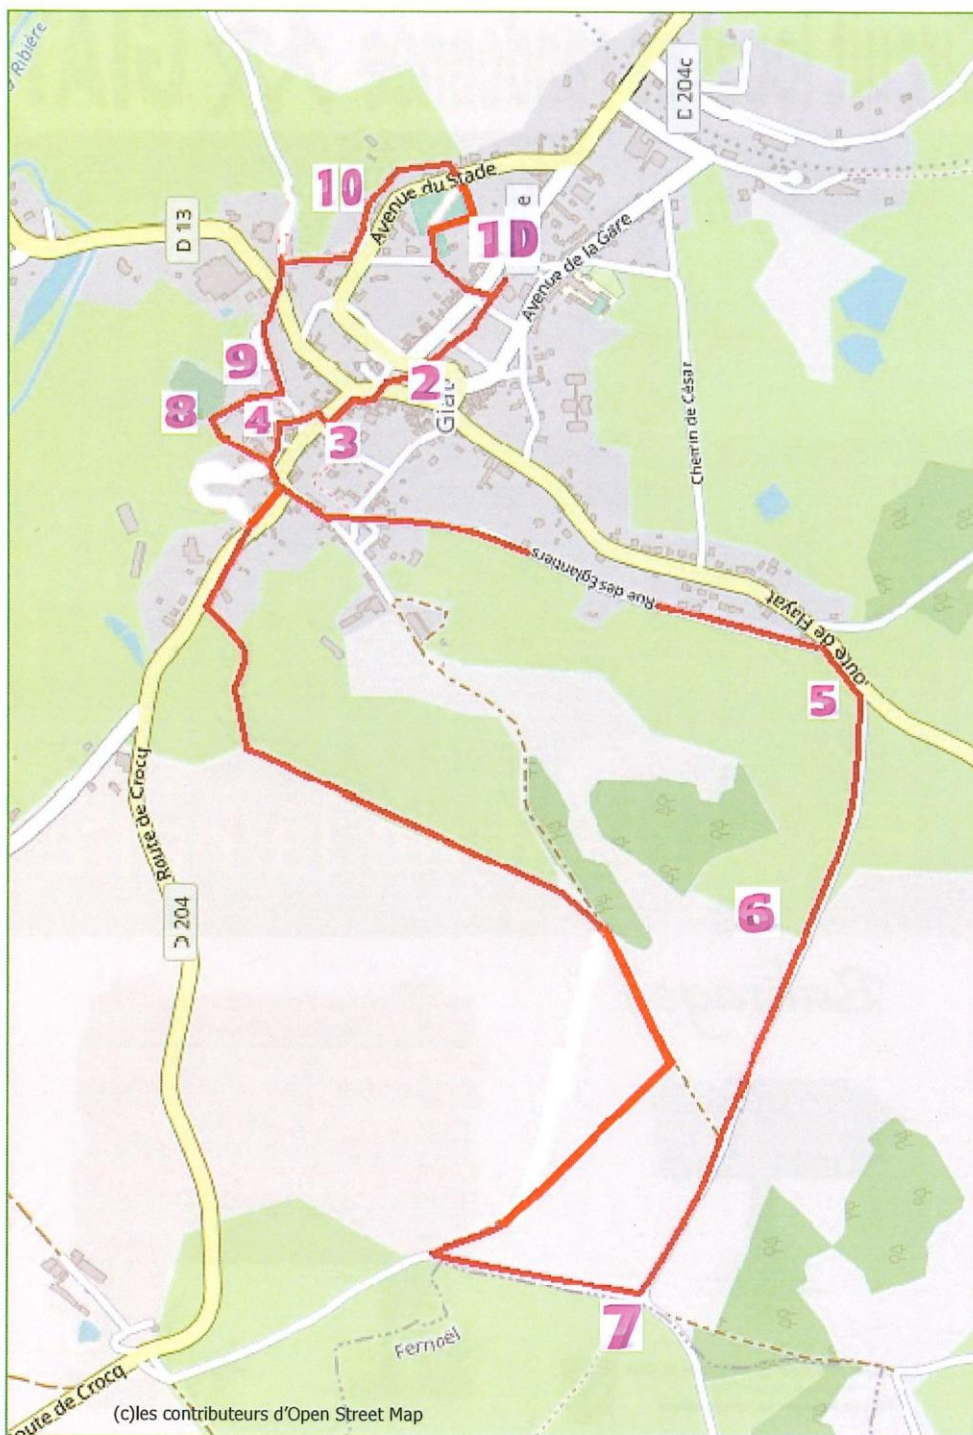 Ribière
D 204c
10
Avenue du Stade
e
D 13
1D
Avenue de la Gare
9
2
8
4
Giat
3
Chemin de César
Rue des Églantiers
oute de Flayat
5
Route de Crocq
6
D 204
7
Fernoël
oute de Crocq
(c)les contributeurs d'Open Street Map